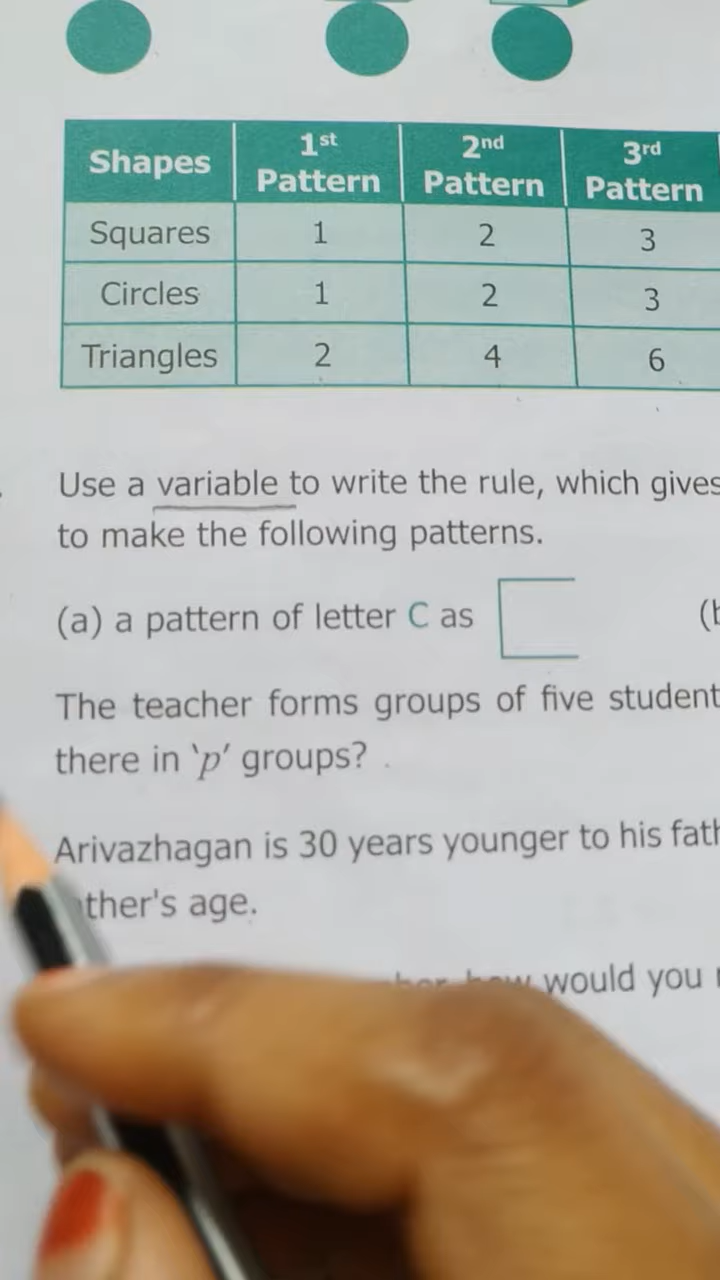 Shapes 1st Pattern 2nd Pattern 3rd Pattern
Squares 1 2 3
Circles 1 2 3
Triangles 2 4 6
Use a variable to write the rule, which gives
to make the following patterns.
(a) a pattern of letter C as
The teacher forms groups of five student
there in ‘p’ groups?
Arivazhagan is 30 years younger to his fath
ther's age.
would you